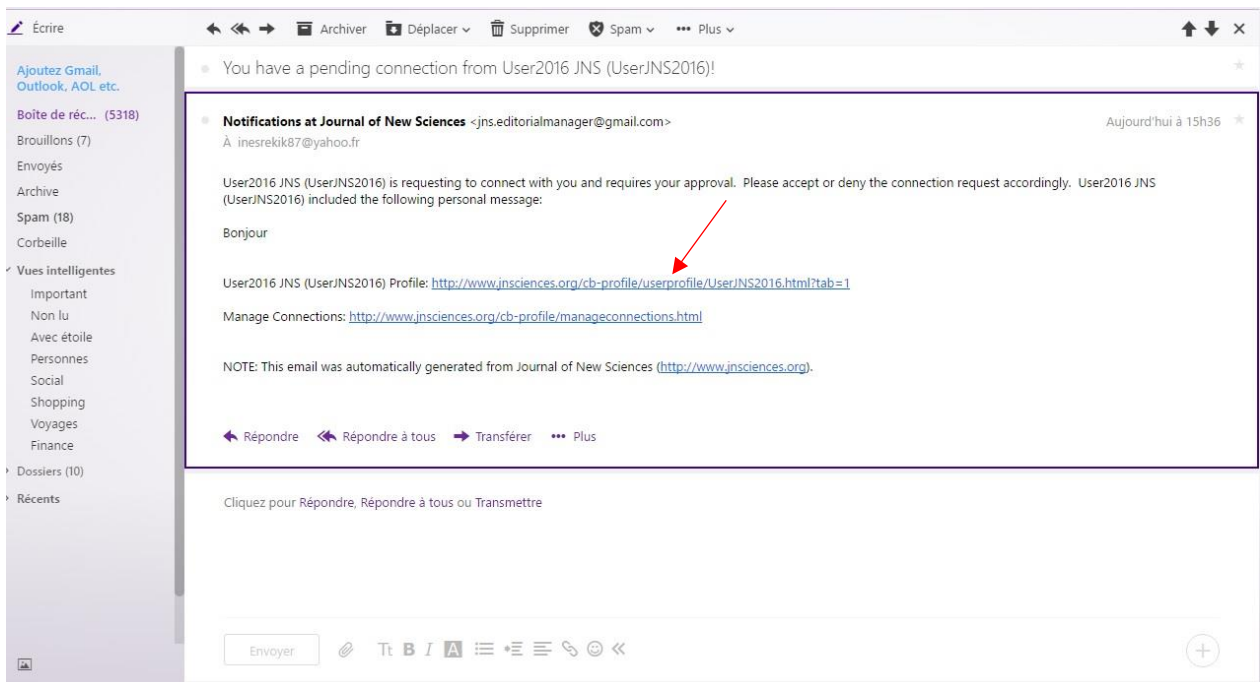 Écrire
Archiver Déplacer Supprimer Spam Plus
Ajoutez Gmail,
Outlook, AOL etc.
Boîte de réc... (5318)
Brouillons (7)
Envoyés
Archive
Spam (18)
Corbeille
Vues intelligentes
Important
Non lu
Avec étoile
Personnes
Social
Shopping
Voyages
Finance
Dossiers (10)
Récents
You have a pending connection from User2016 JNS (UserJNS2016)!
Notifications at Journal of New Sciences <jns.editorialmanager@gmail.com> Aujourd'hui à 15h36
À inesrekik87@yahoo.fr
User2016 JNS (UserJNS2016) is requesting to connect with you and requires your approval. Please accept or deny the connection request accordingly. User2016 JNS
(UserJNS2016) included the following personal message:
Bonjour
User2016 JNS (UserJNS2016) Profile: http://www.jnsciences.org/cb-profile/userprofile/UserJNS2016.html?tab=1
Manage Connections: http://www.jnsciences.org/cb-profile/manageconnections.html
NOTE: This email was automatically generated from Journal of New Sciences (http://www.jnsciences.org).
Répondre Répondre à tous Transférer Plus
Cliquez pour Répondre, Répondre à tous ou Transmettre
Envoyer Tt B I A